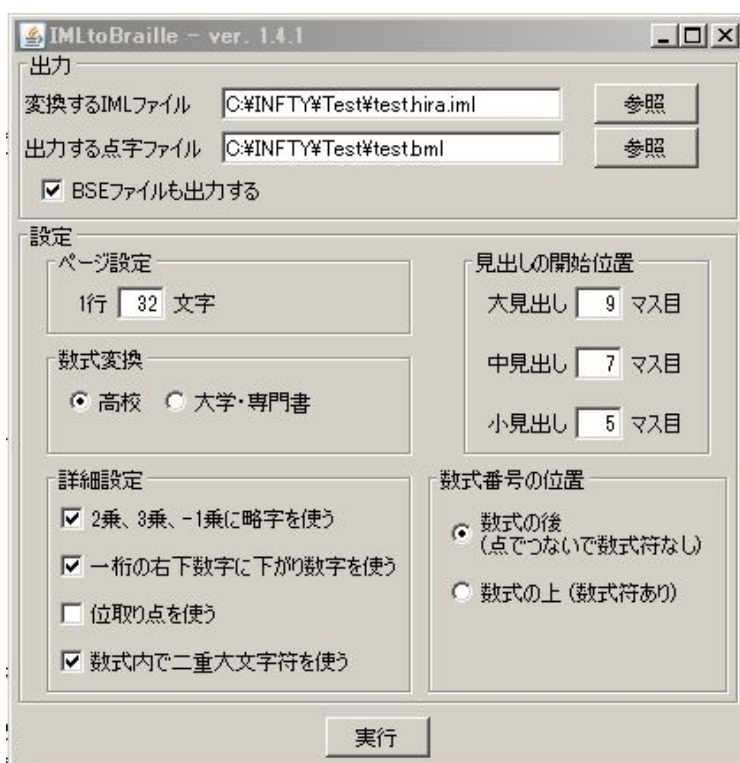 IMLtoBraille - ver. 1.4.1
出力
変換するIMLファイル C:¥INFTY¥Test¥test.hira.iml 参照
出力する点字ファイル C:¥INFTY¥Test¥test.bml 参照
BSEファイルも出力する
設定
ページ設定
1行 32 文字
見出しの開始位置
大見出し 9 マス目
中見出し 7 マス目
小見出し 5 マス目
数式変換
高校 大学・専門書
詳細設定
2乗、3乗、-1乗に略字を使う
一桁の右下数字に下がり数字を使う
位取り点を使う
数式内で二重大文字符を使う
数式番号の位置
数式の後
(点でつないで数式符なし)
数式の上 (数式符あり)
実行